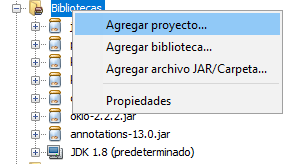 Bibliotecas
Agregar proyecto...
Agregar biblioteca...
Agregar archivo JAR/Carpeta...
Propiedades
okio-2.2.2.jar
annotations-13.0.jar
JDK 1.8 (predeterminado)